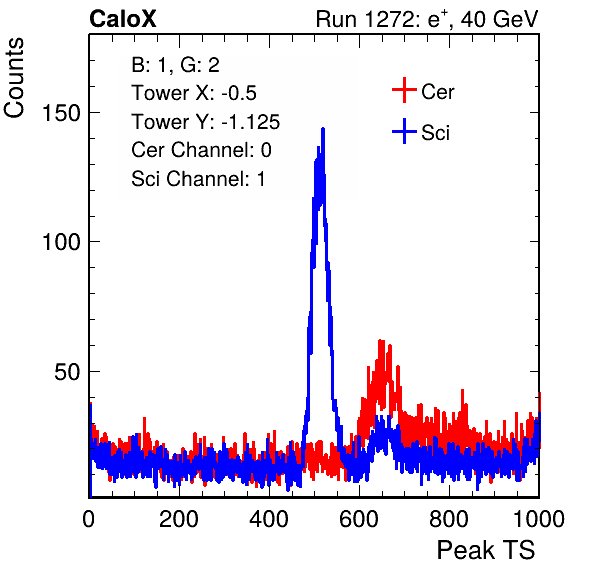 CaloX Run 1272: e⁺, 40 GeV
Counts
B: 1, G: 2
Tower X: -0.5
Tower Y: -1.125
Cer Channel: 0
Sci Channel: 1
Cer
Sci
150
100
50
0 200 400 600 800 1000
Peak TS